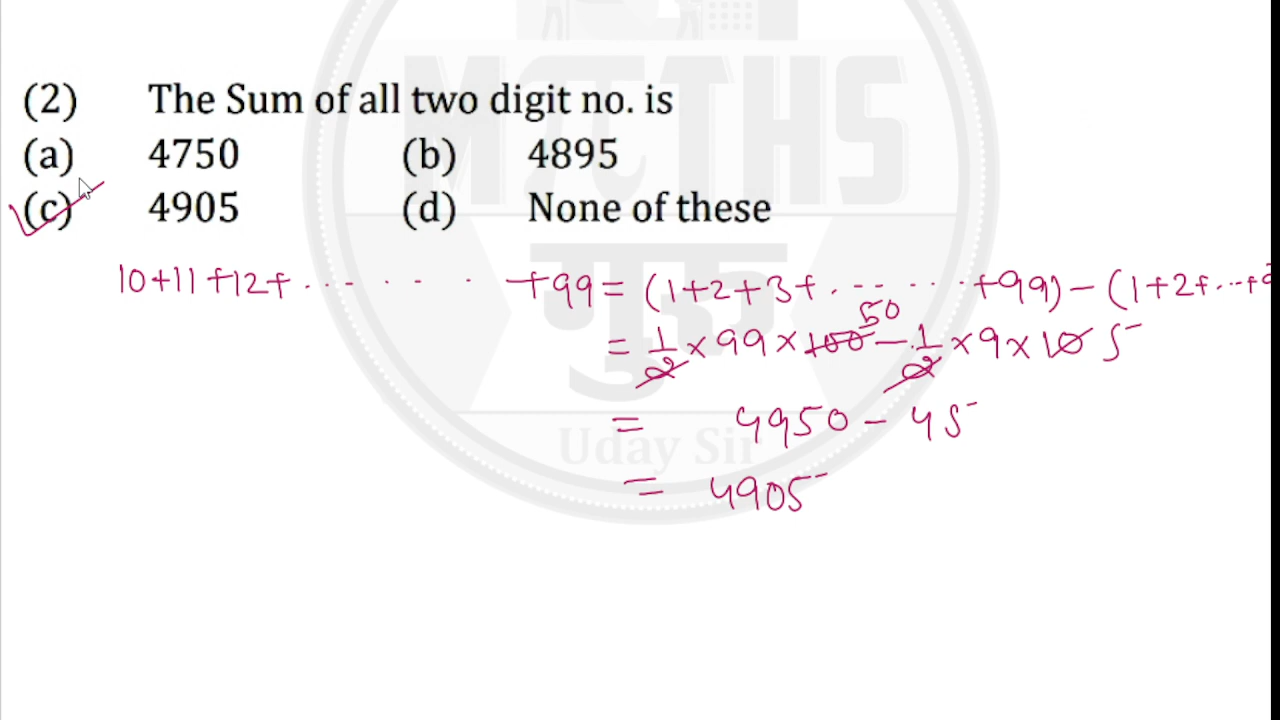 MπTHS
(2) The Sum of all two digit no. is
(a) 4750 (b) 4895
(c) 4905 (d) None of these
गुरु
10+11+12+ . . . . . . . +99 = (1+2+3+ . . . . . . . +99) − (1+2+ . . +9
= 1/2 × 99 × 100 50 − 1/2 × 9 × 10 5
= 4950 − 45
Uday Sir
= 4905